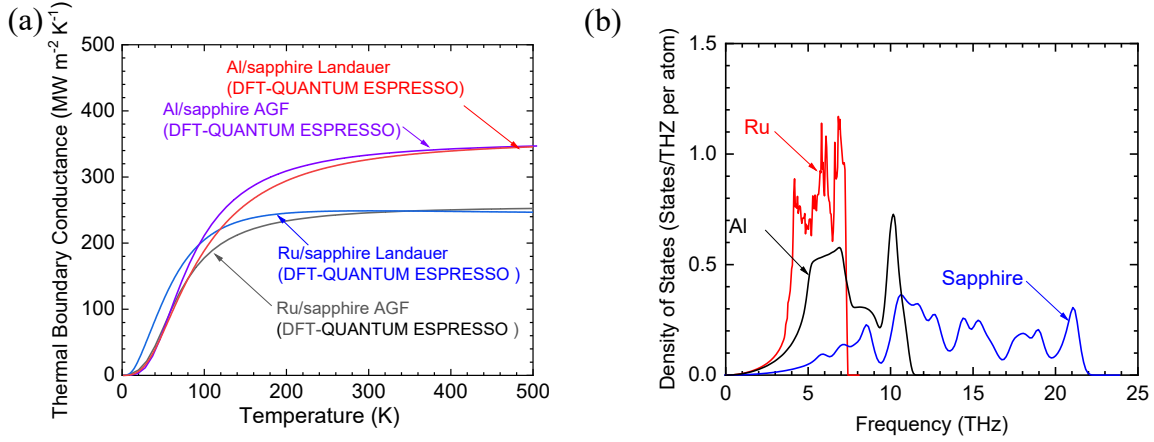 (a)
Thermal Boundary Conductance (MW m⁻² K⁻¹)
500
400
300
200
100
0
Al/sapphire Landauer
(DFT-QUANTUM ESPRESSO)
Al/sapphire AGF
(DFT-QUANTUM ESPRESSO)
Ru/sapphire Landauer
(DFT-QUANTUM ESPRESSO )
Ru/sapphire AGF
(DFT-QUANTUM ESPRESSO )
0 100 200 300 400 500
Temperature (K)
(b)
Density of States (States/THZ per atom)
1.5
1.0
0.5
0.0
Ru
Al
Sapphire
0 5 10 15 20 25
Frequency (THz)